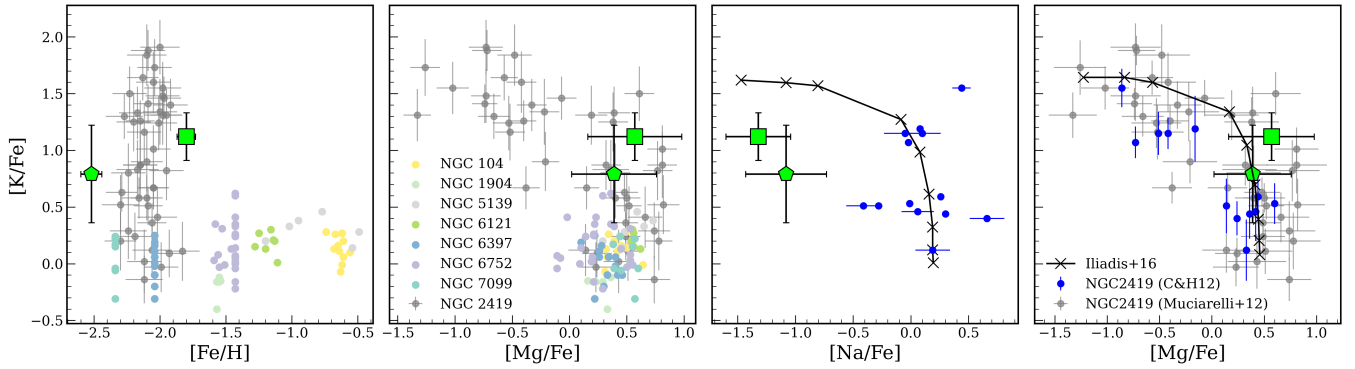 [K/Fe]
2.0
1.5
1.0
0.5
0.0
−0.5
−2.5 −2.0 −1.5 −1.0 −0.5
[Fe/H]
NGC 104
NGC 1904
NGC 5139
NGC 6121
NGC 6397
NGC 6752
NGC 7099
NGC 2419
−1.5 −1.0 −0.5 0.0 0.5 1.0
[Mg/Fe]
−1.5 −1.0 −0.5 0.0 0.5 1.0
[Na/Fe]
Iliadis+16
NGC2419 (C&H12)
NGC2419 (Muciarelli+12)
−1.5 −1.0 −0.5 0.0 0.5 1.0
[Mg/Fe]